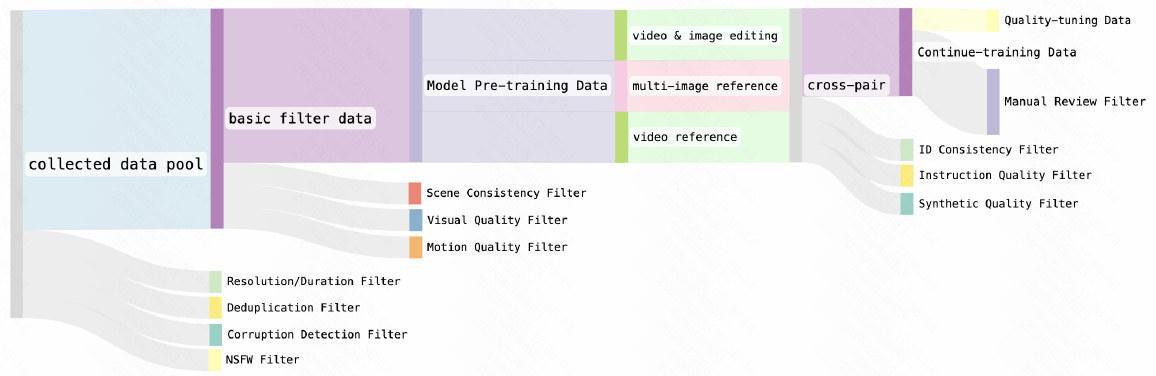 collected data pool
Resolution/Duration Filter
Deduplication Filter
Corruption Detection Filter
NSFW Filter
basic filter data
Scene Consistency Filter
Visual Quality Filter
Motion Quality Filter
Model Pre-training Data
video & image editing
multi-image reference
video reference
cross-pair
ID Consistency Filter
Instruction Quality Filter
Synthetic Quality Filter
Quality-tuning Data
Continue-training Data
Manual Review Filter